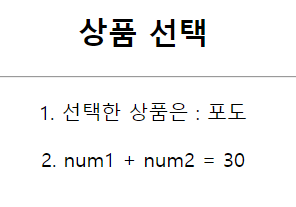 상품 선택
1. 선택한 상품은 : 포도
2. num1 + num2 = 30